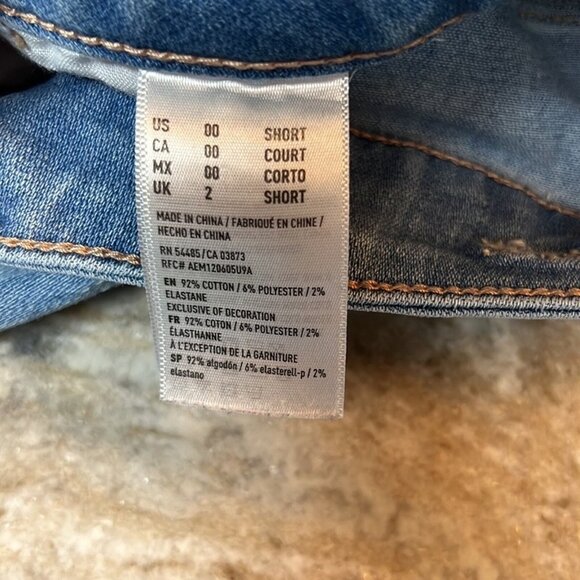 US 00 SHORT
CA 00 COURT
MX 00 CORTO
UK 2 SHORT
MADE IN CHINA / FABRIQUÉ EN CHINE /
HECHO EN CHINA
RN 54485/CA 03873
RFC# AEM120605U9A
EN 92% COTTON / 6% POLYESTER / 2%
ELASTANE
EXCLUSIVE OF DECORATION
FR 92% COTON / 6% POLYESTER / 2%
ÉLASTHANNE
À L'EXCEPTION DE LA GARNITURE
SP 92% algodón / 6% elasterell-p / 2%
elastano